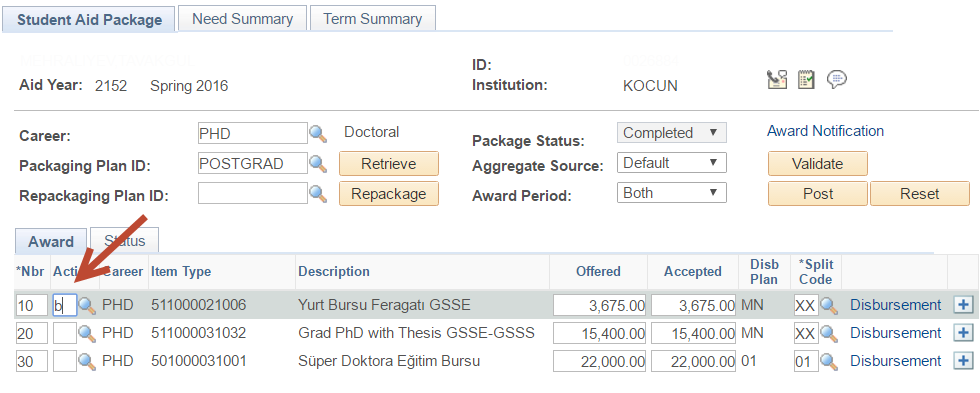 Student Aid Package Need Summary Term Summary
ID:
Aid Year: 2152 Spring 2016 Institution: KOCUN
Career: PHD Doctoral Package Status: Completed Award Notification
Packaging Plan ID: POSTGRAD Retrieve Aggregate Source: Default Validate
Repackaging Plan ID: Repackage Award Period: Both Post Reset
Award Status
*Nbr Career Item Type Description Offered Accepted Disb Plan *Split Code
10 b PHD 511000021006 Yurt Bursu Feragatı GSSE 3,675.00 3,675.00 MN XX Disbursement
20 PHD 511000031032 Grad PhD with Thesis GSSE-GSSS 15,400.00 15,400.00 MN XX Disbursement
30 PHD 501000031001 Süper Doktora Eğitim Bursu 22,000.00 22,000.00 01 01 Disbursement